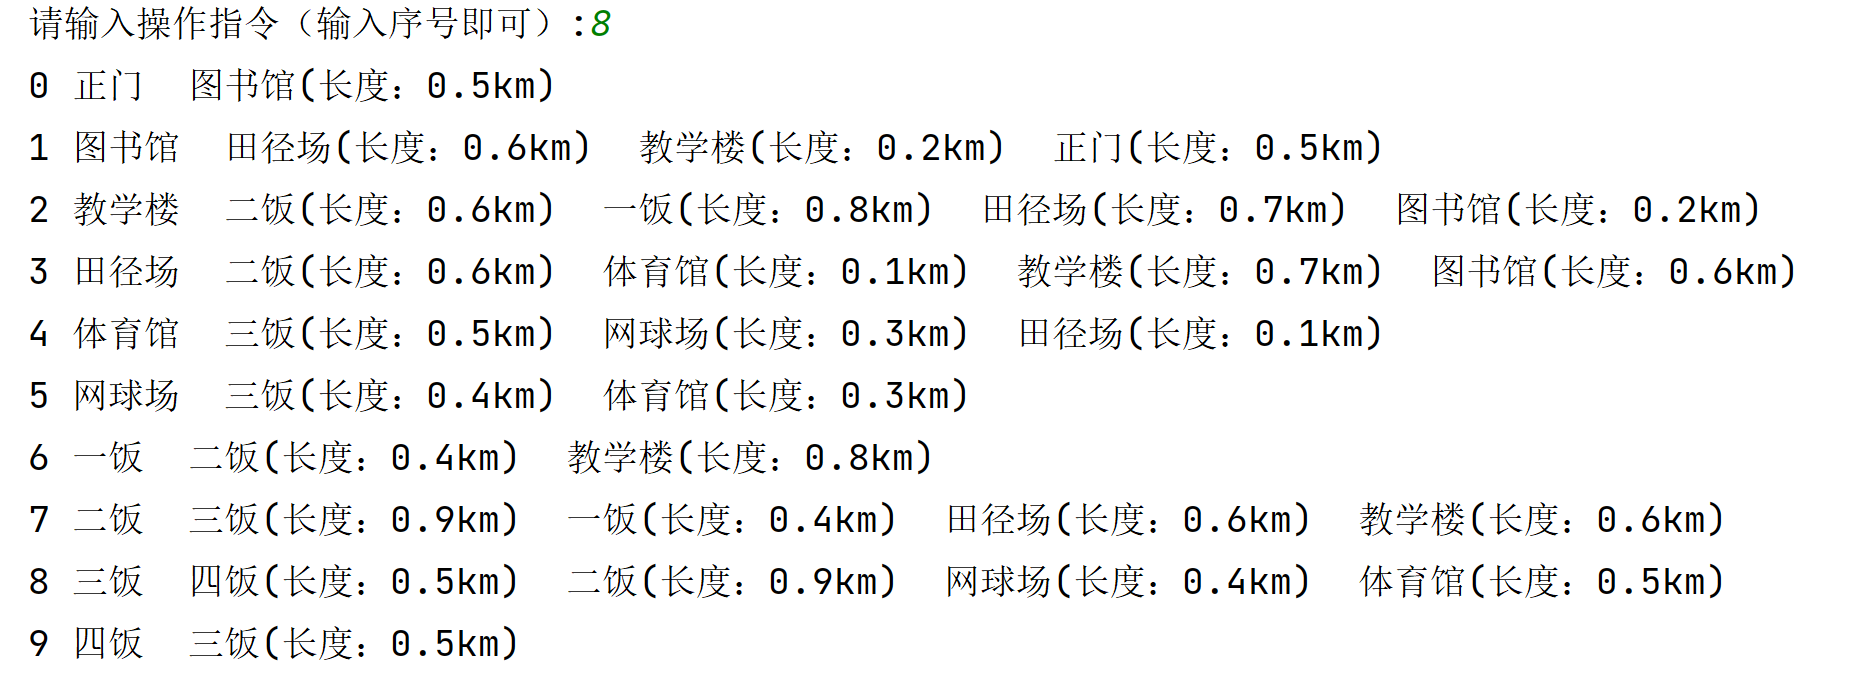 请输入操作指令（输入序号即可）:8
0 正门  图书馆(长度：0.5km)
1 图书馆  田径场(长度：0.6km)  教学楼(长度：0.2km)  正门(长度：0.5km)
2 教学楼  二饭(长度：0.6km)  一饭(长度：0.8km)  田径场(长度：0.7km)  图书馆(长度：0.2km)
3 田径场  二饭(长度：0.6km)  体育馆(长度：0.1km)  教学楼(长度：0.7km)  图书馆(长度：0.6km)
4 体育馆  三饭(长度：0.5km)  网球场(长度：0.3km)  田径场(长度：0.1km)
5 网球场  三饭(长度：0.4km)  体育馆(长度：0.3km)
6 一饭  二饭(长度：0.4km)  教学楼(长度：0.8km)
7 二饭  三饭(长度：0.9km)  一饭(长度：0.4km)  田径场(长度：0.6km)  教学楼(长度：0.6km)
8 三饭  四饭(长度：0.5km)  二饭(长度：0.9km)  网球场(长度：0.4km)  体育馆(长度：0.5km)
9 四饭  三饭(长度：0.5km)